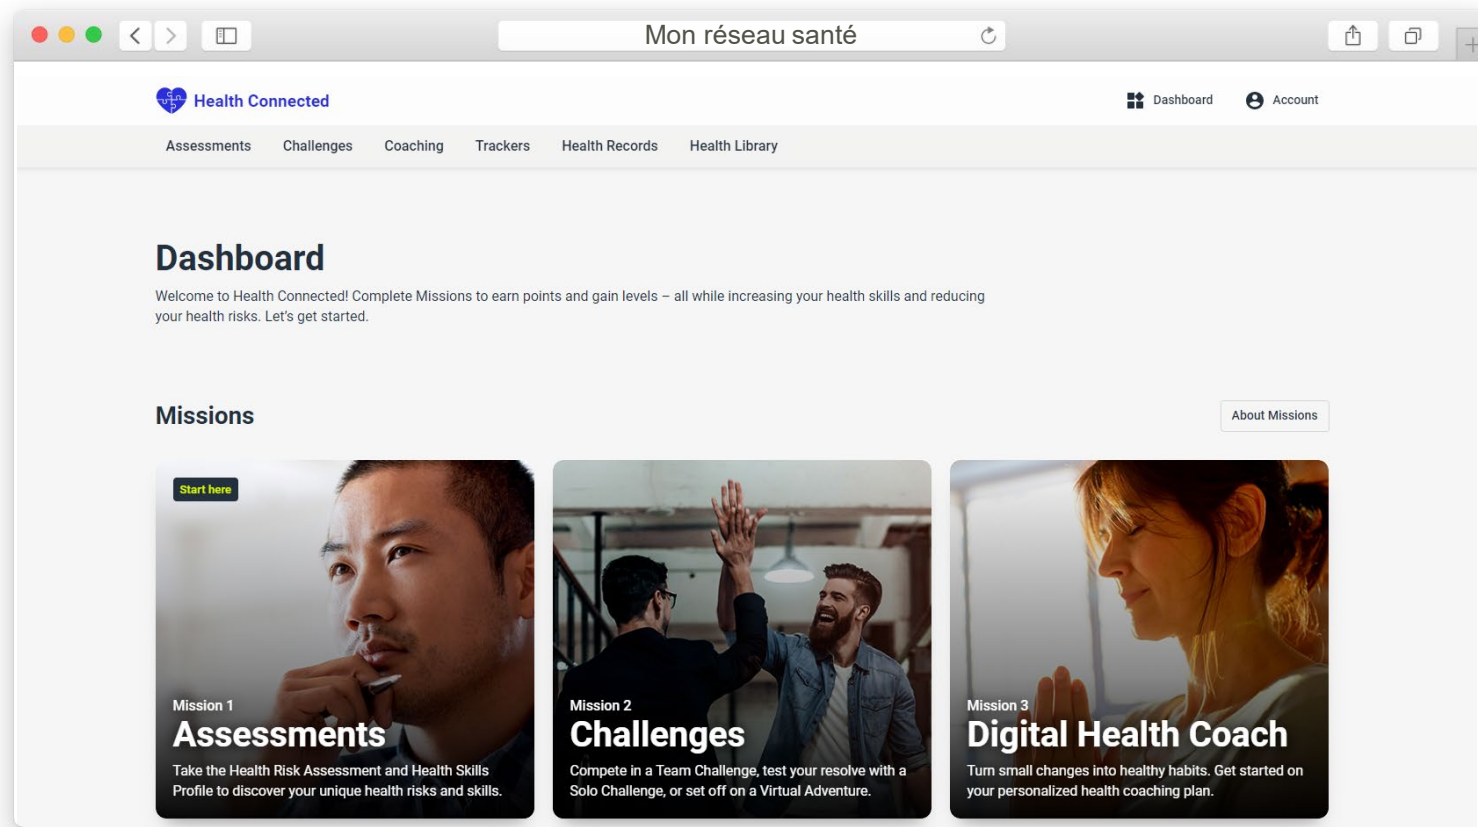 Mon réseau santé
Health Connected
Dashboard
Account
Assessments
Challenges
Coaching
Trackers
Health Records
Health Library
Dashboard
Welcome to Health Connected! Complete Missions to earn points and gain levels – all while increasing your health skills and reducing
your health risks. Let's get started.
Missions
About Missions
Start here
Mission 1
Assessments
Take the Health Risk Assessment and Health Skills
Profile to discover your unique health risks and skills.
Mission 2
Challenges
Compete in a Team Challenge, test your resolve with a
Solo Challenge, or set off on a Virtual Adventure.
Mission 3
Digital Health Coach
Turn small changes into healthy habits. Get started on
your personalized health coaching plan.